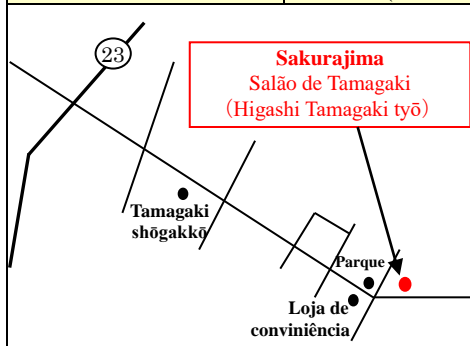 23
Sakurajima
Salão de Tamagaki
(Higashi Tamagaki tyō)
Tamagaki
shōgakkō
Parque
Loja de
conviniência